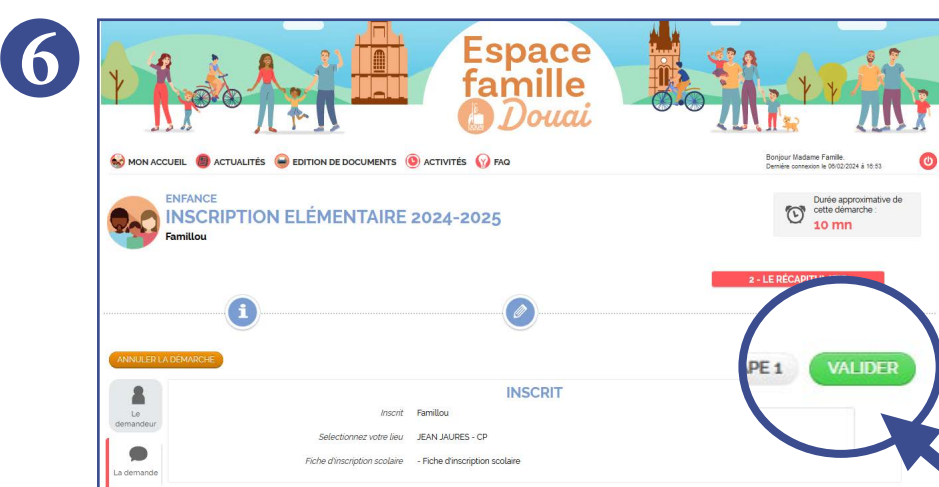 6
Espace
famille
Douai
MON ACCUEIL ACTUALITÉS EDITION DE DOCUMENTS ACTIVITÉS FAQ
Bonjour Madame Famille.
Dernière connexion le 06/02/2024 à 16:53
ENFANCE
INSCRIPTION ELÉMENTAIRE 2024-2025
Famillou
Durée approximative de
cette démarche :
10 mn
2 - LE RÉCAPIT
ANNULER LA DÉMARCHE
PE 1 VALIDER
Le
demandeur
La demande
INSCRIT
Inscrit Famillou
Selectionnez votre lieu JEAN JAURES - CP
Fiche d'inscription scolaire - Fiche d'inscription scolaire